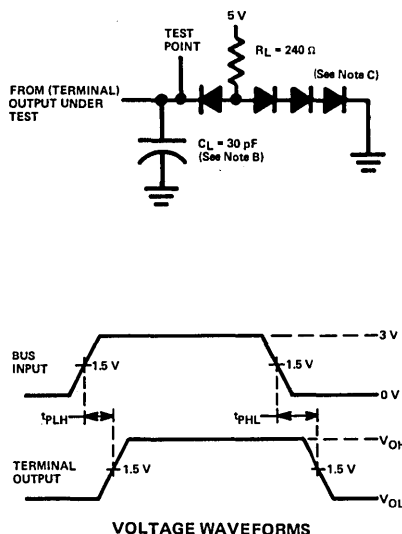 5 V
TEST
POINT
RL = 240 Ω
(See Note C)
FROM (TERMINAL)
OUTPUT UNDER
TEST
CL = 30 pF
(See Note B)
3 V
BUS
INPUT
1.5 V
1.5 V
0 V
tPLH
tPHL
VOH
TERMINAL
OUTPUT
1.5 V
1.5 V
VOL
VOLTAGE WAVEFORMS